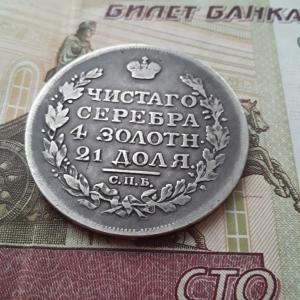 БИЛЕТ БАНКА
ЧИСТАГО
СЕРЕБРА
4 ЗОЛОТН.
21 ДОЛЯ.
С.П.Б.
СТО